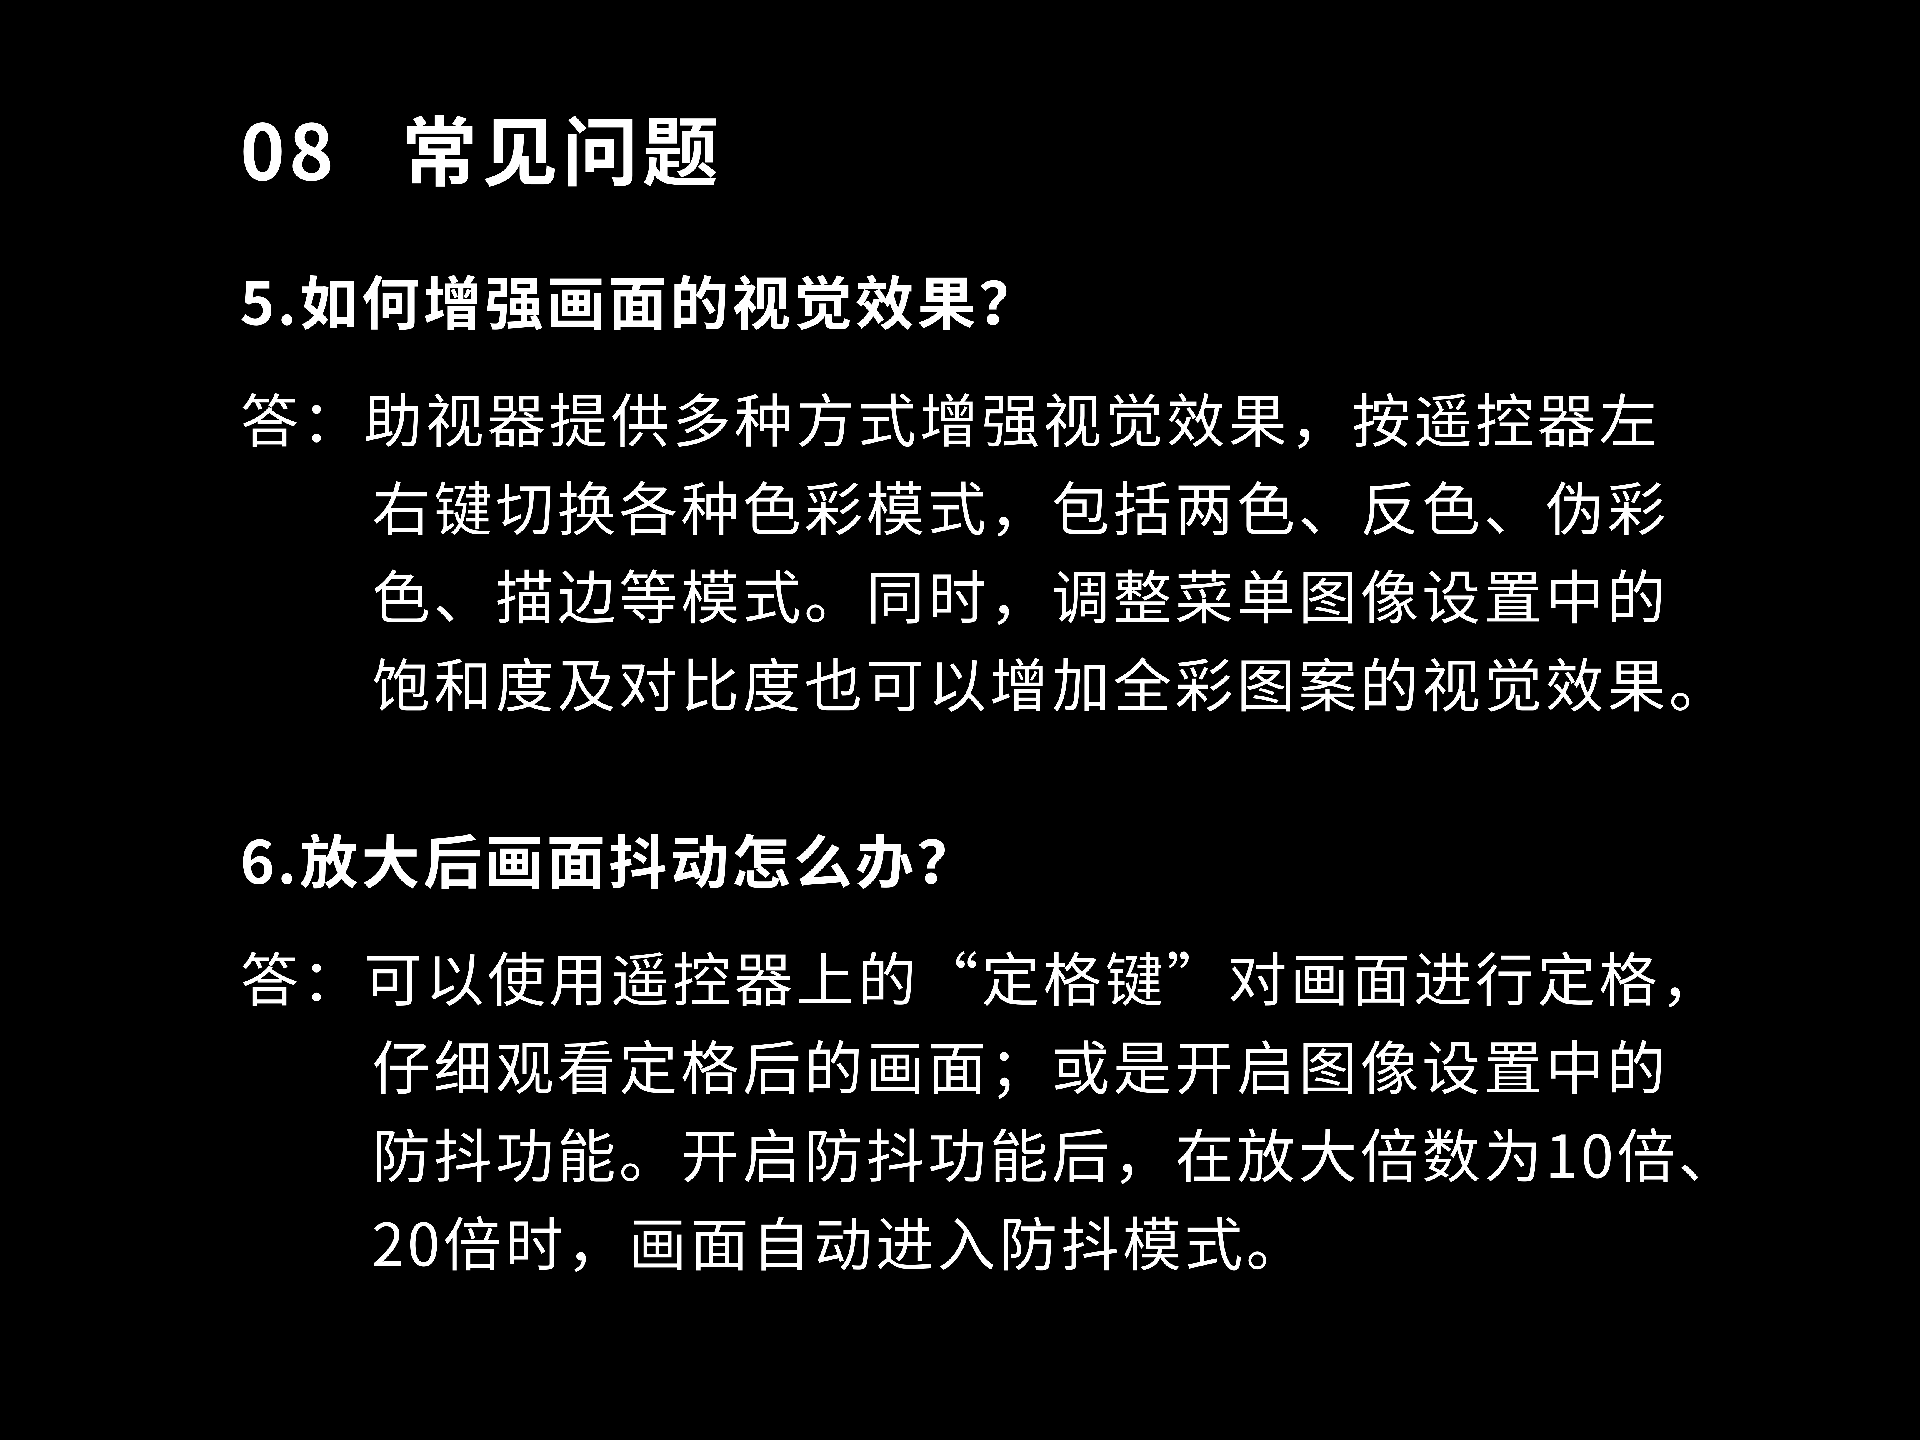 08 常见问题
5.如何增强画面的视觉效果？
答：助视器提供多种方式增强视觉效果，按遥控器左
右键切换各种色彩模式，包括两色、反色、伪彩
色、描边等模式。同时，调整菜单图像设置中的
饱和度及对比度也可以增加全彩图案的视觉效果。
6.放大后画面抖动怎么办？
答：可以使用遥控器上的“定格键”对画面进行定格，
仔细观看定格后的画面；或是开启图像设置中的
防抖功能。开启防抖功能后，在放大倍数为10倍、
20倍时，画面自动进入防抖模式。